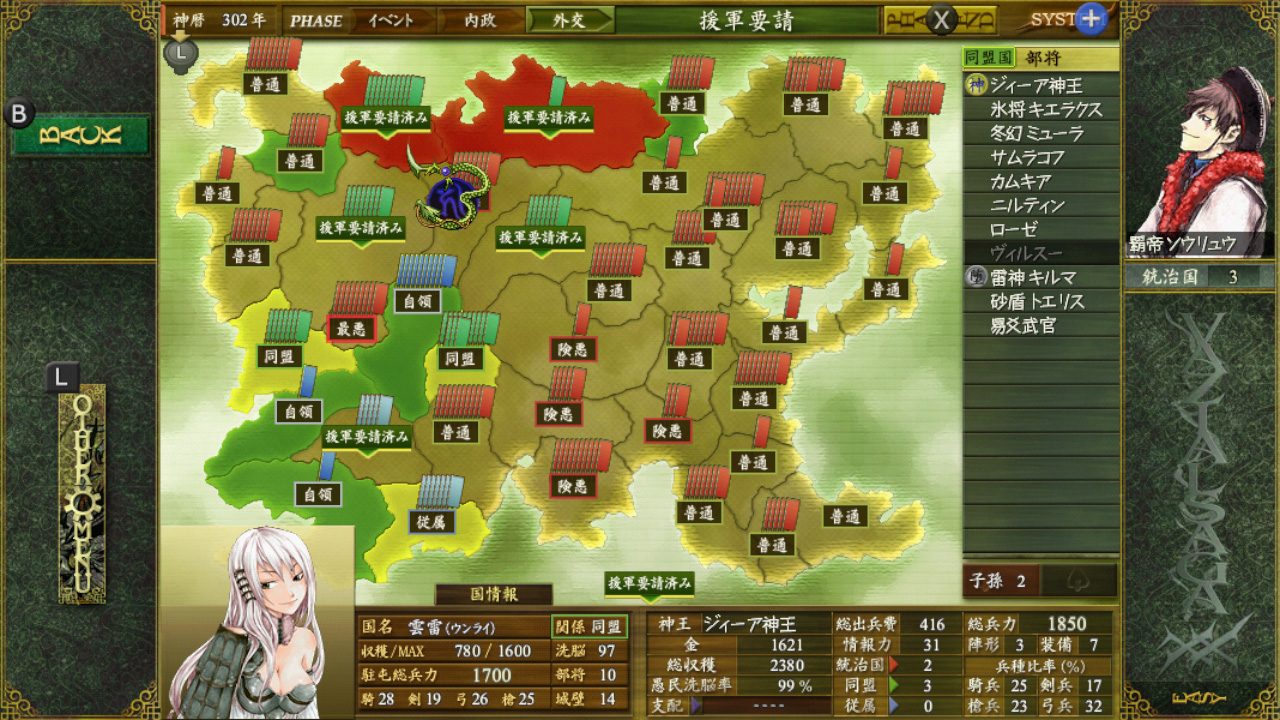 神暦 302年 PHASE イベント 内政 外交 援軍要請 PHA X END SYST +
L
B
BACK
L
OTHER MENU
普通
援軍要請済み
援軍要請済み
普通
普通
普通
普通
普通
普通
普通
援軍要請済み
普通
普通
普通
援軍要請済み
普通
普通
自領
普通
普通
最悪
普通
同盟
同盟
険悪
普通
自領
険悪
普通
援軍要請済み
普通
険悪
自領
険悪
普通
従属
普通
普通
普通
援軍要請済み
同盟国 部将
神 ジィーア神王
氷将キエラクス
冬幻ミューラ
サムラコフ
カムキア
ニルティン
ローゼ
ヴィルスー
雷神キルマ
砂盾トエリス
易爻武官
子孫 2
覇帝ソウリュウ
統治国 3
EASY
国情報
国名 雲雷(ウンライ) 関係 同盟
収穫/MAX 780 / 1600 洗脳 97
駐屯総兵力 1700 部将 10
騎28 剣19 弓26 槍25 城壁 14
神王 ジィーア神王 総出兵費 416 総兵力 1850
金 1621 情報力 31 陣形 3 装備 7
総収穫 2380 統治国 2 兵種比率(%)
愚民洗脳率 99% 同盟 3 騎兵 25 剣兵 17
支配 ---- 従属 0 槍兵 23 弓兵 32